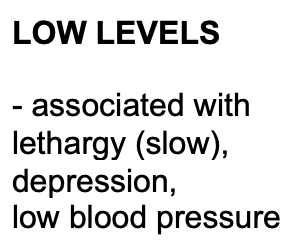 LOW LEVELS
- associated with
lethargy (slow),
depression,
low blood pressure